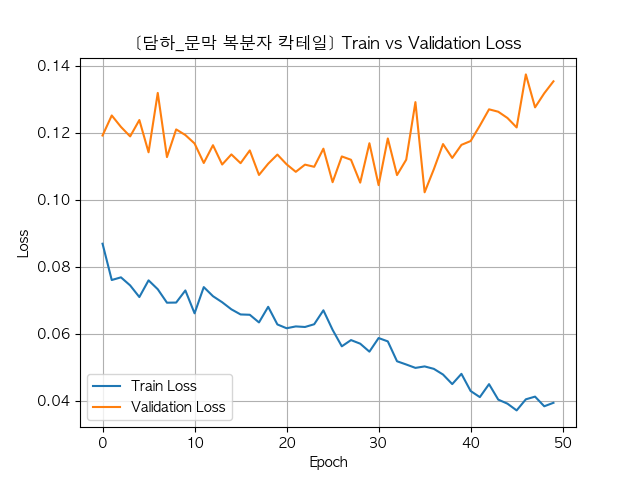 [담하_문막 복분자 칵테일] Train vs Validation Loss
0.14
0.12
0.10
0.08
0.06
0.04
Loss
Train Loss
Validation Loss
0 10 20 30 40 50
Epoch